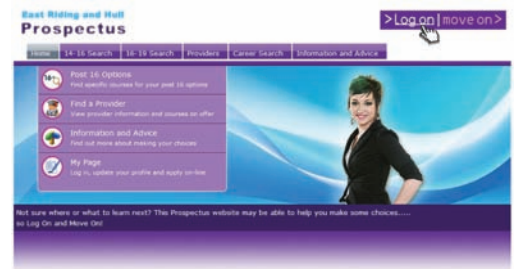 East Riding and Hull
Prospectus
>Log on|move on>
Home 14-16 Search 16-19 Search Providers Career Search Information and Advice
16+
Post 16 Options
Find specific courses for your post 16 options
Find a Provider
View provider information and courses on offer
Information and Advice
Find out more about making your choices
My Page
Log in, update your profile and apply on-line
Not sure where or what to learn next? This Prospectus website may be able to help you make some choices.....
so Log On and Move On!